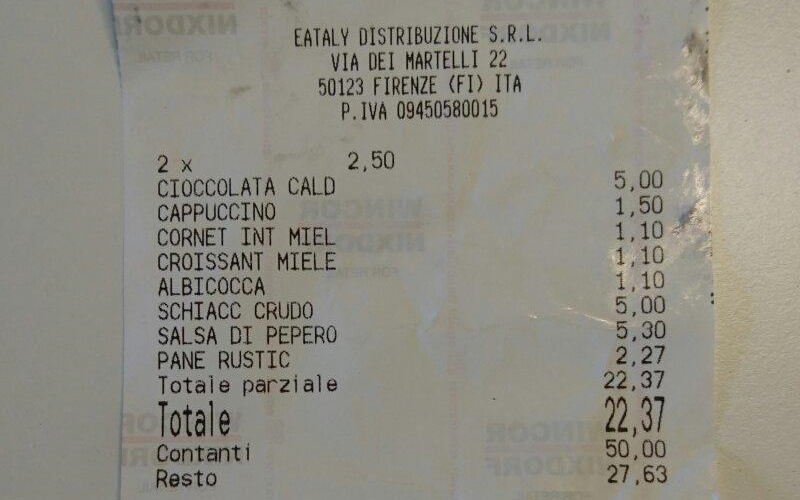 EATALY DISTRIBUZIONE S.R.L.
VIA DEI MARTELLI 22
50123 FIRENZE (FI) ITA
P.IVA 09450580015
2 x 2,50
CIOCCOLATA CALD 5,00
CAPPUCCINO 1,50
CORNET INT MIEL 1,10
CROISSANT MIELE 1,10
ALBICOCCA 1,10
SCHIACC CRUDO 5,00
SALSA DI PEPERO 5,30
PANE RUSTIC 2,27
Totale parziale 22,37
Totale 22,37
Contanti 50,00
Resto 27,63